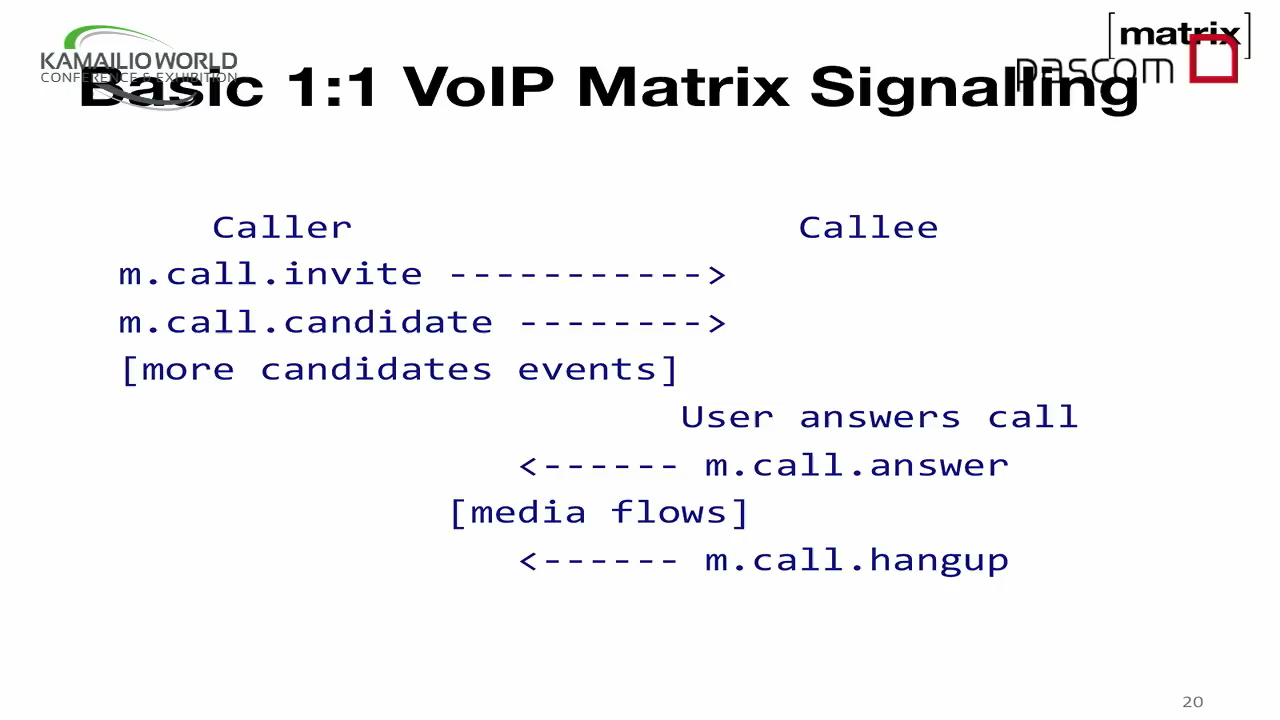 KAMAILIO WORLD
CONFERENCE & EXHIBITION
[matrix]
pascom
Basic 1:1 VoIP Matrix Signalling
Caller Callee
m.call.invite ----------->
m.call.candidate -------->
[more candidates events]
User answers call
<------ m.call.answer
[media flows]
<------ m.call.hangup
20